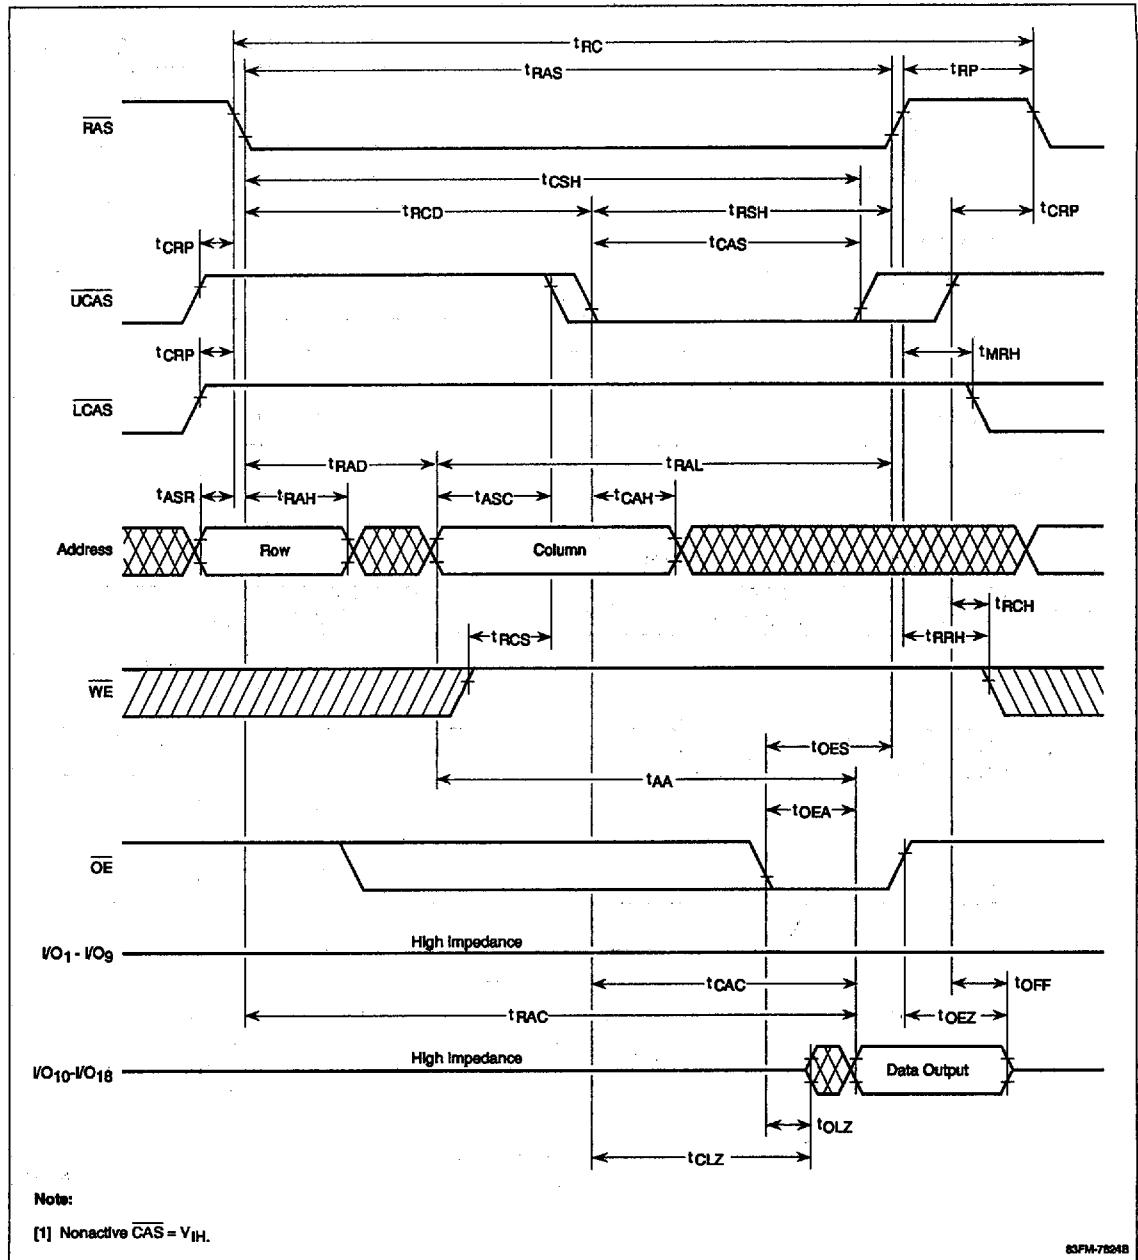 tRC
tRAS
tRP
RAS
tCSH
tRCD
tRSH
tCRP
tCRP
tCAS
UCAS
tCRP
tMRH
LCAS
tRAD
tRAL
tASR
tRAH
tASC
tCAH
Address
Row
Column
tRCH
tRCS
tRRH
WE
tOES
tAA
tOEA
OE
High Impedance
I/O1 - I/O9
tCAC
tOFF
tRAC
tOEZ
High Impedance
I/O10-I/O18
Data Output
tOLZ
tCLZ
Note:
[1] Nonactive CAS = VIH.
83FM-7824B